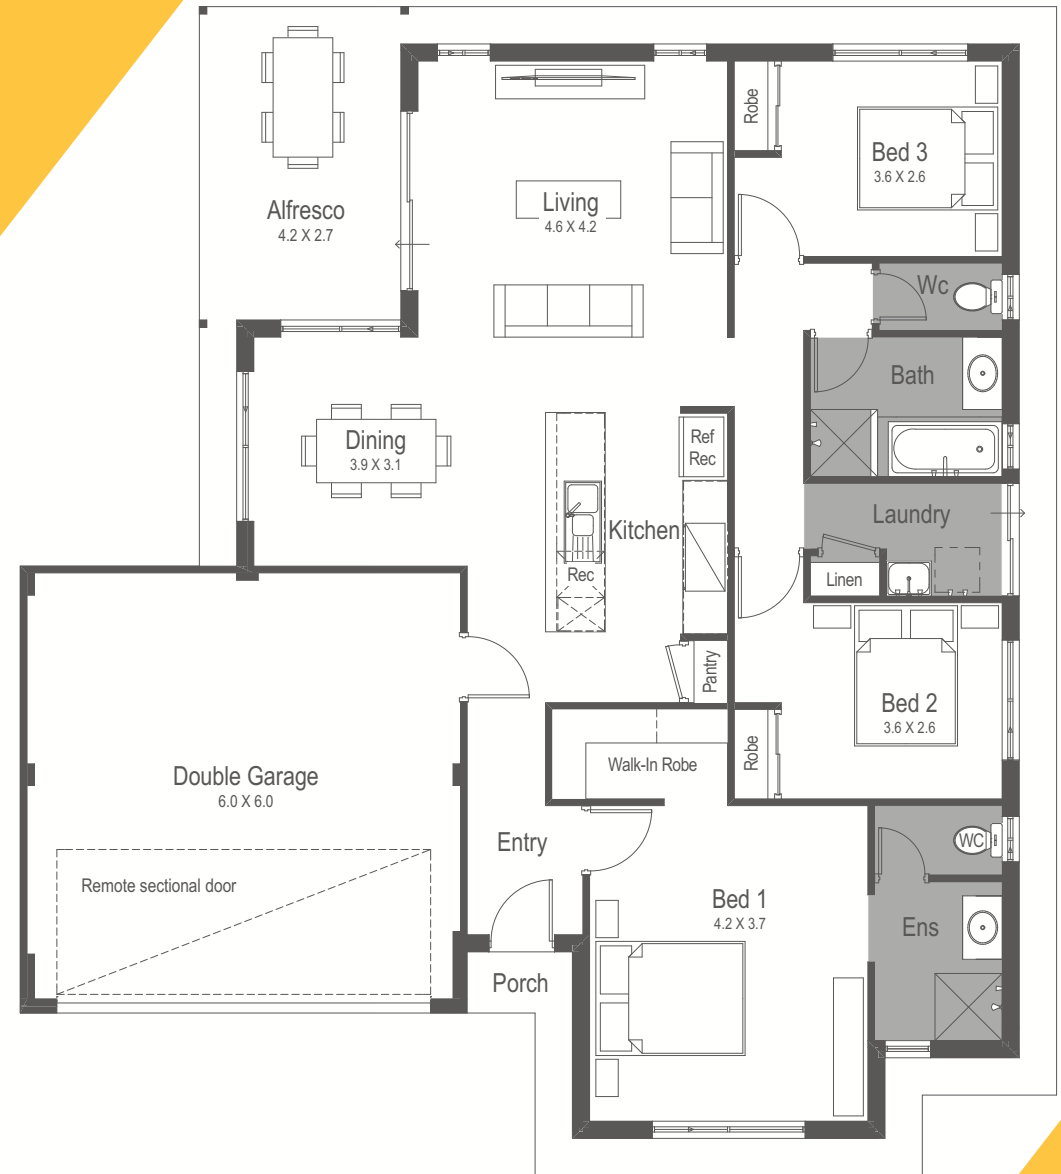 Robe
Bed 3
3.6 X 2.6
Living
4.6 X 4.2
Alfresco
4.2 X 2.7
Wc
Bath
Dining
3.9 X 3.1
Ref
Rec
Kitchen
Laundry
Rec
Linen
Pantry
Bed 2
3.6 X 2.6
Robe
Walk-In Robe
Double Garage
6.0 X 6.0
Entry
WC
Remote sectional door
Bed 1
4.2 X 3.7
Ens
Porch